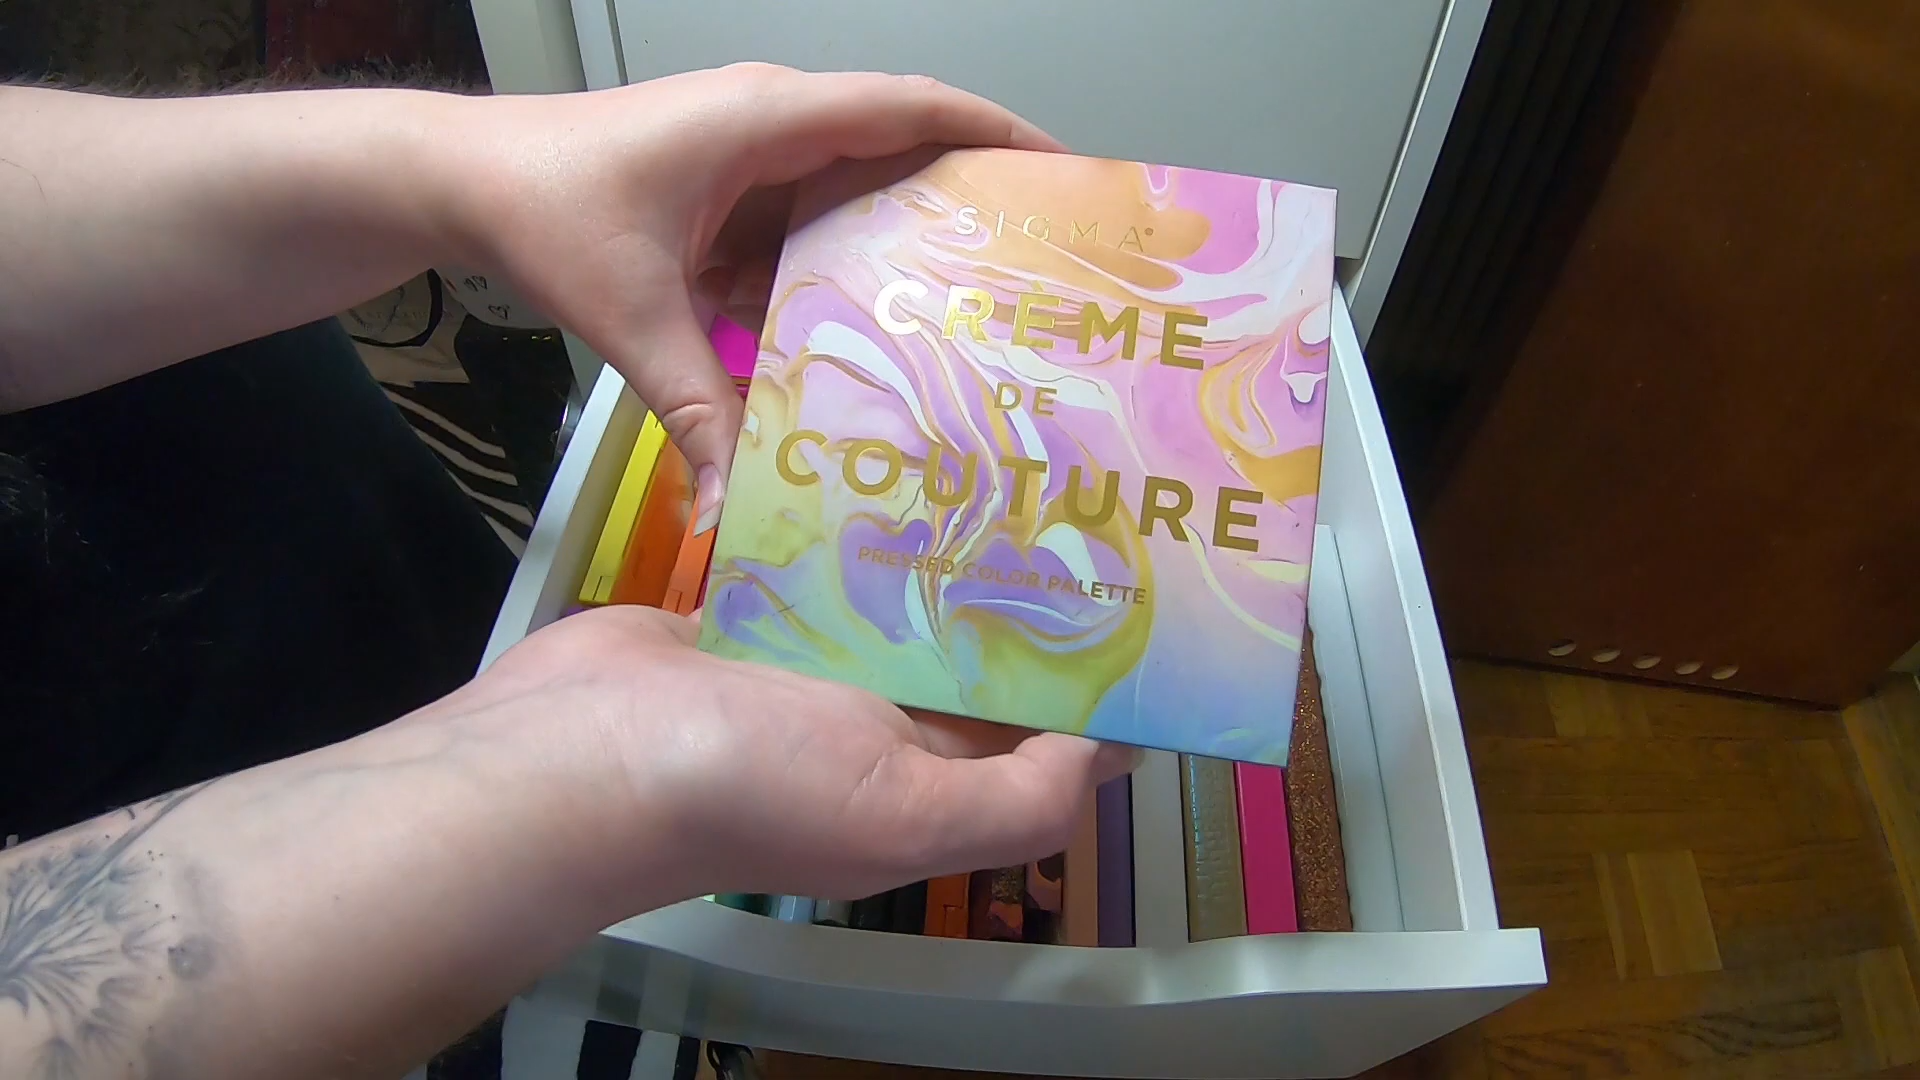 SIGMA
CRÈME
DE
COUTURE
PRESSED COLOR PALETTE